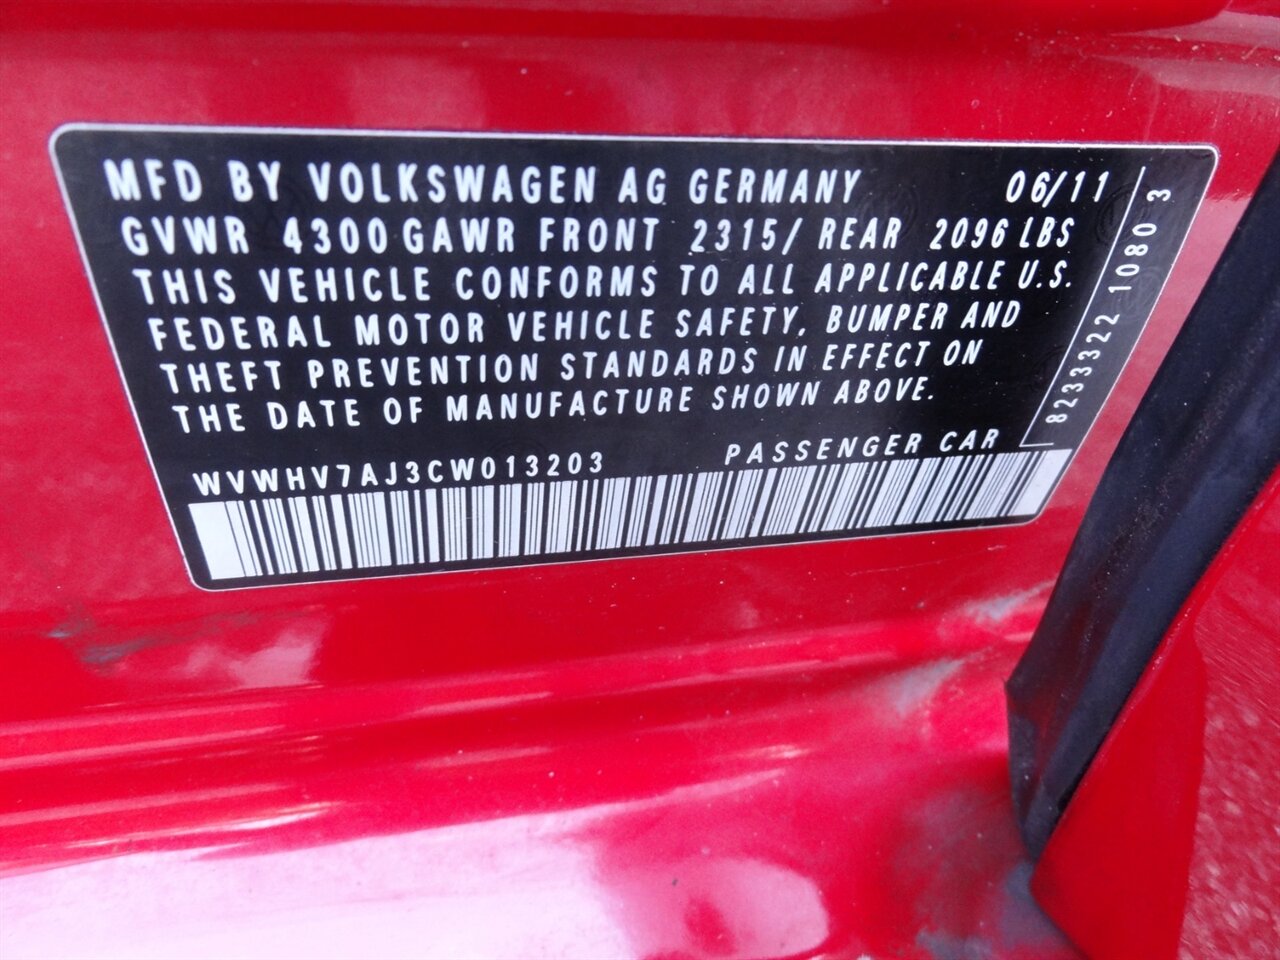 MFD BY VOLKSWAGEN AG GERMANY 06/11
GVWR 4300 GAWR FRONT 2315/ REAR 2096 LBS
THIS VEHICLE CONFORMS TO ALL APPLICABLE U.S.
FEDERAL MOTOR VEHICLE SAFETY, BUMPER AND
THEFT PREVENTION STANDARDS IN EFFECT ON
THE DATE OF MANUFACTURE SHOWN ABOVE.
WVWHV7AJ3CW013203 PASSENGER CAR
8233322 1080 3